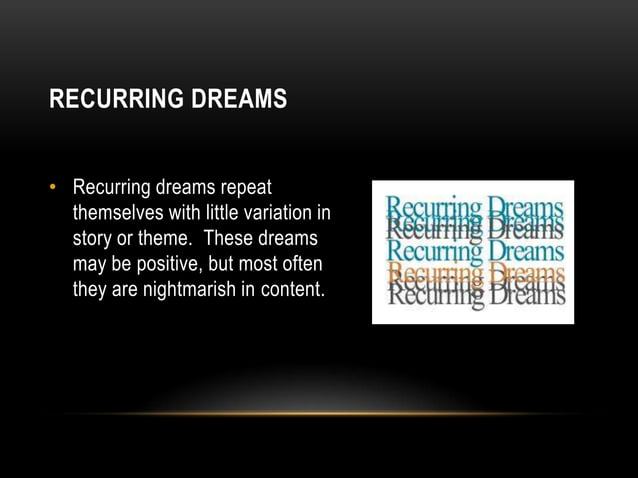 RECURRING DREAMS
• Recurring dreams repeat
themselves with little variation in
story or theme.  These dreams
may be positive, but most often
they are nightmarish in content.
Recurring Dreams
Recurring Dreams
Recurring Dreams
Recurring Dreams
Recurring Dreams